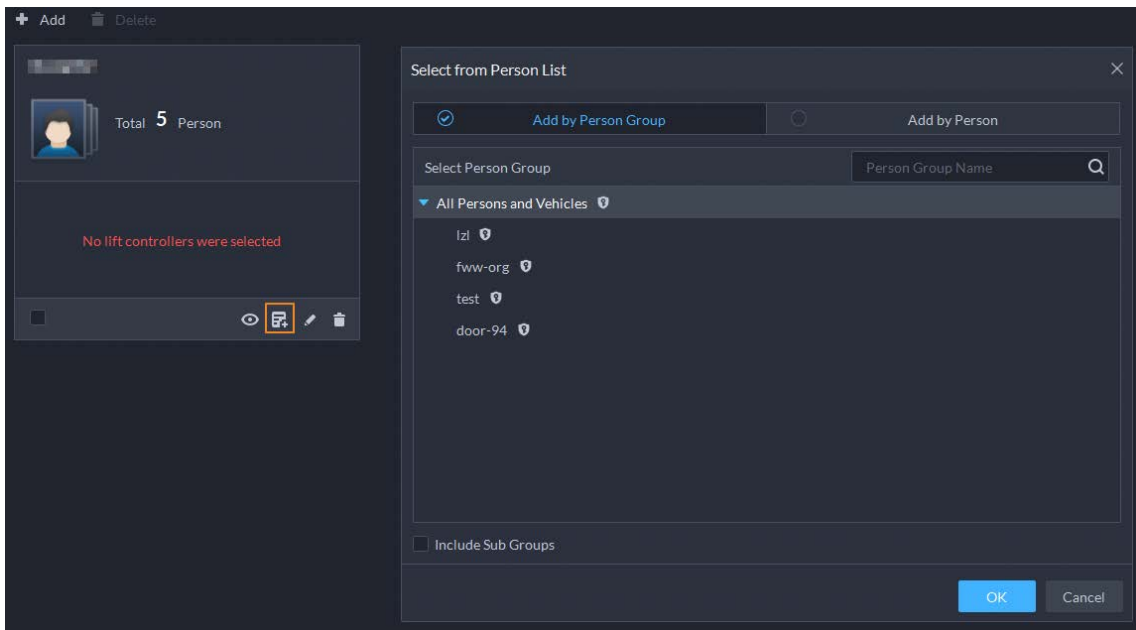 Add Delete
Total 5 Person
No lift controllers were selected
Select from Person List
Add by Person Group Add by Person
Select Person Group Person Group Name
All Persons and Vehicles
lzl
fww-org
test
door-94
Include Sub Groups
OK Cancel